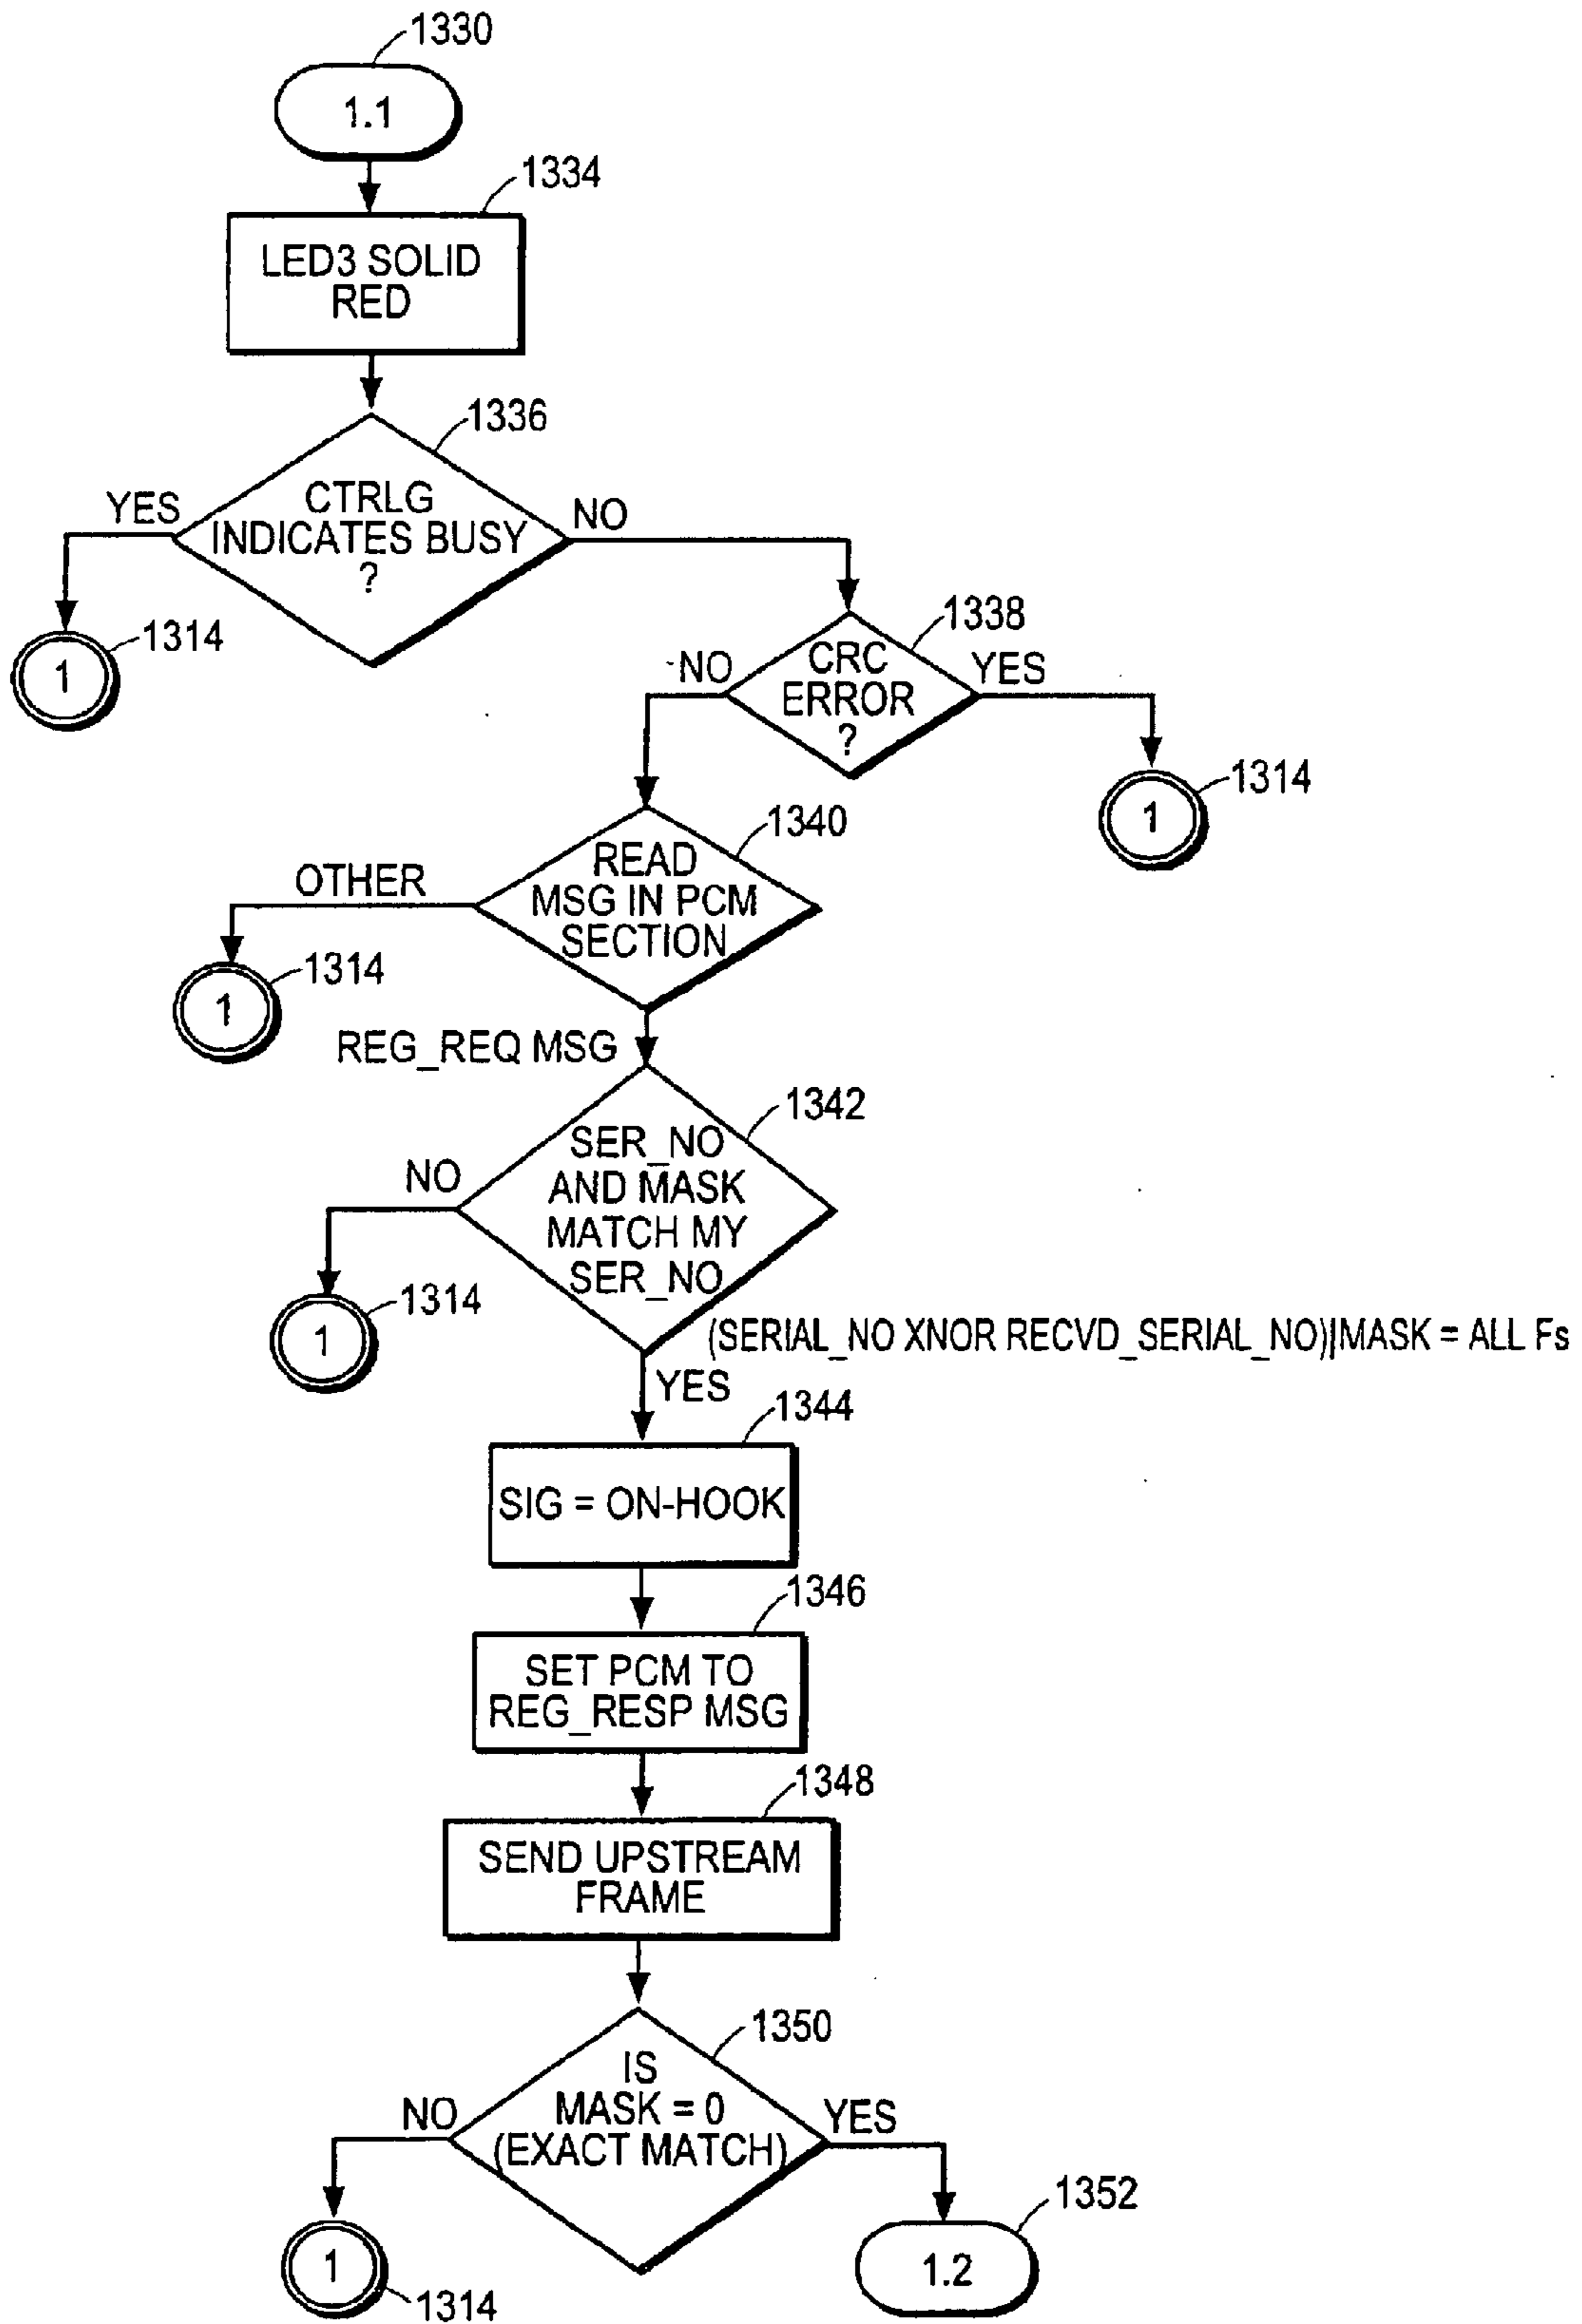 1330
1.1
1334
LED3 SOLID
RED
1336
CTRLG
INDICATES BUSY
?
YES
NO
1314
1
1338
CRC
ERROR
?
NO
YES
1314
1
1340
READ
MSG IN PCM
SECTION
OTHER
1314
1
REG_REQ MSG
1342
SER_NO
AND MASK
MATCH MY
SER_NO
NO
1314
1
(SERIAL_NO XNOR RECVD_SERIAL_NO)|MASK = ALL Fs
YES
1344
SIG = ON-HOOK
1346
SET PCM TO
REG_RESP MSG
1348
SEND UPSTREAM
FRAME
1350
IS
MASK = 0
(EXACT MATCH)
NO
YES
1352
1
1.2
1314